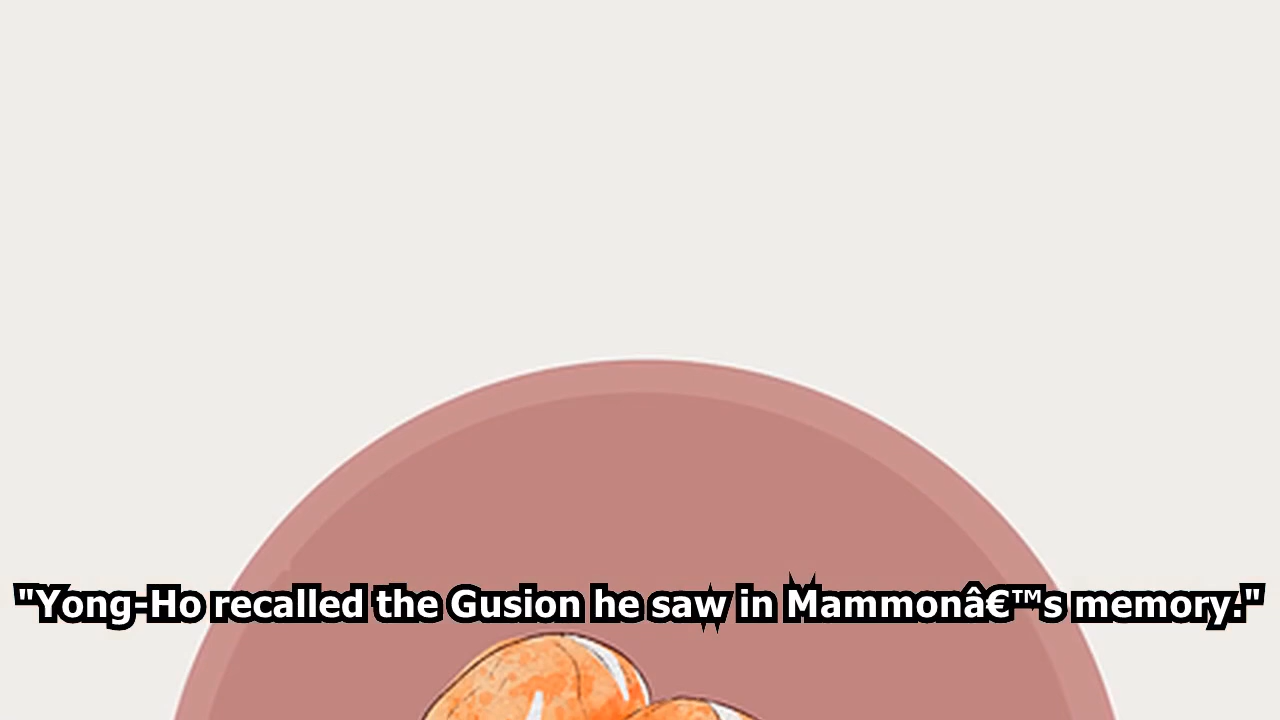 "Yong-Ho recalled the Gusion he saw in Mammonâ€™s memory."